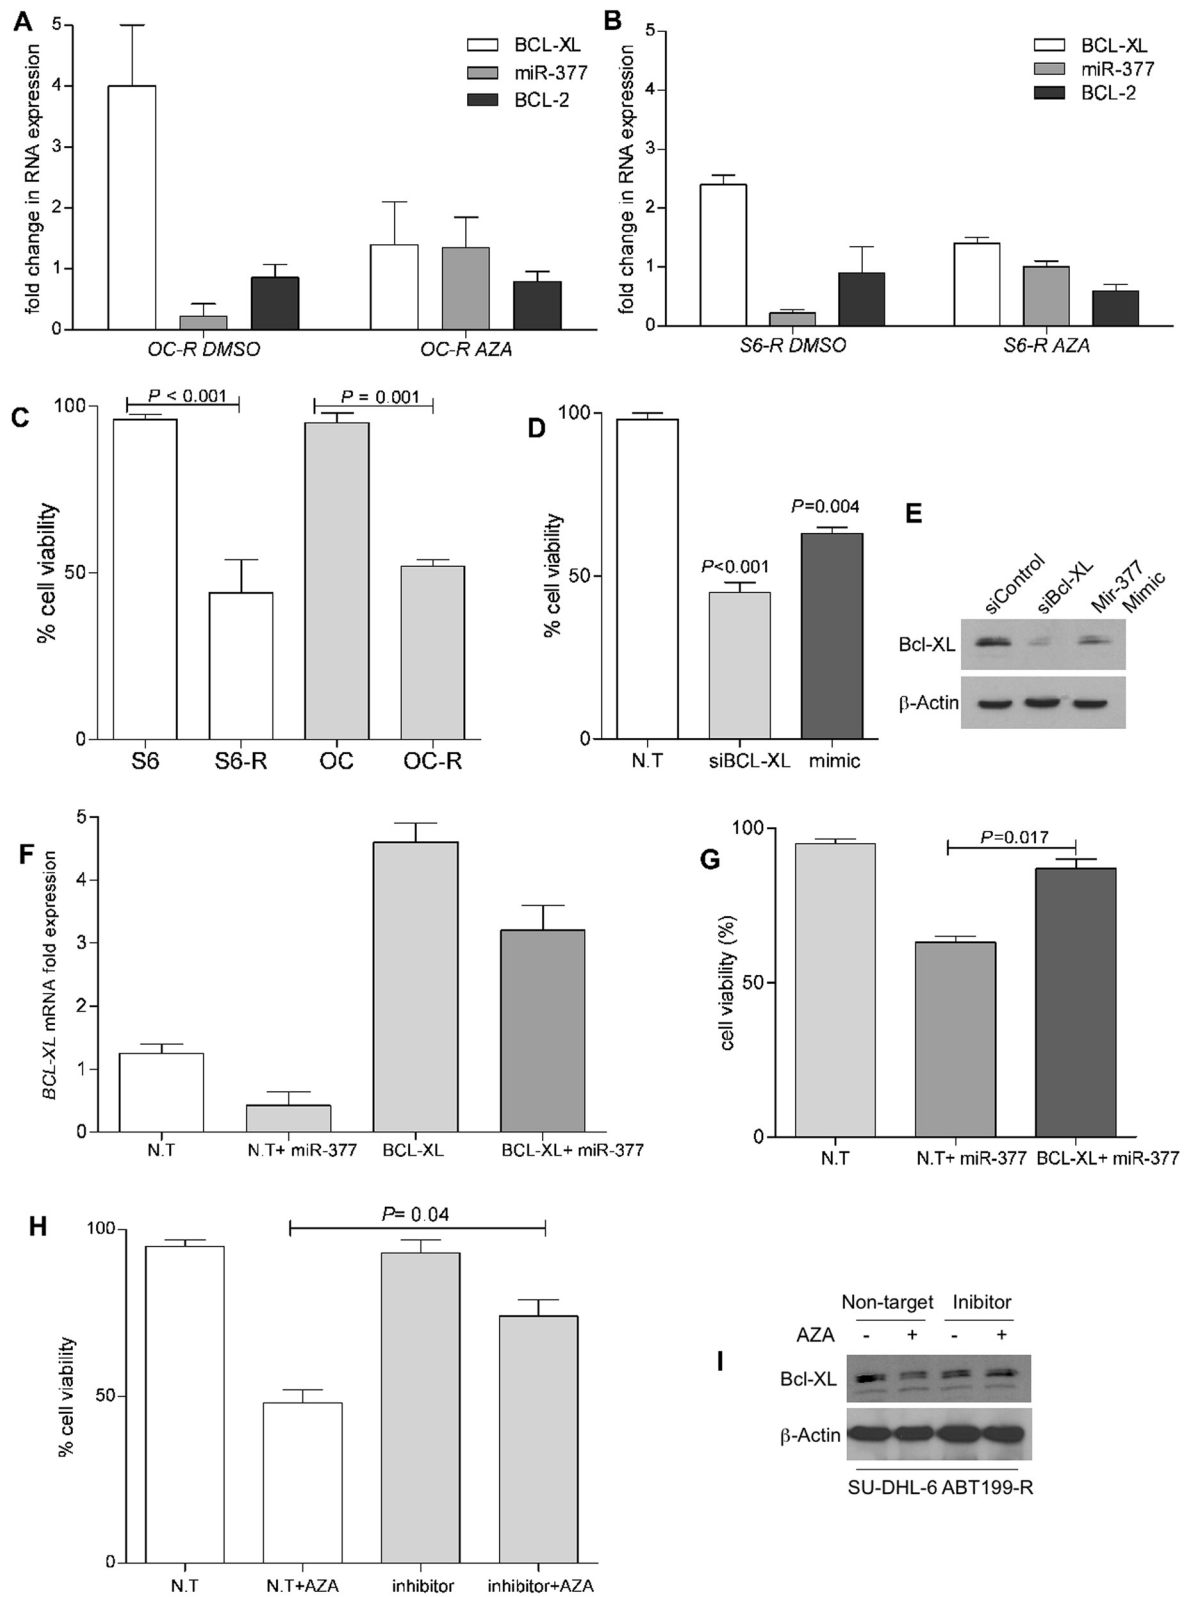 A
fold change in RNA expression
5
4
3
2
1
0
BCL-XL
miR-377
BCL-2
OC-R DMSO
OC-R AZA
B
fold change in RNA expression
5
4
3
2
1
0
BCL-XL
miR-377
BCL-2
S6-R DMSO
S6-R AZA
C
% cell viability
100
50
0
P < 0.001
P = 0.001
S6
S6-R
OC
OC-R
D
% cell viability
100
50
0
P<0.001
P=0.004
N.T
siBCL-XL
mimic
E
siControl
siBcl-XL
Mir-377
Mimic
Bcl-XL
β-Actin
F
BCL-XL mRNA fold expression
5
4
3
2
1
0
N.T
N.T+ miR-377
BCL-XL
BCL-XL+ miR-377
G
cell viability (%)
100
50
0
P=0.017
N.T
N.T+ miR-377
BCL-XL+ miR-377
H
% cell viability
100
50
0
P= 0.04
N.T
N.T+AZA
inhibitor
inhibitor+AZA
I
Non-target Inibitor
AZA - + - +
Bcl-XL
β-Actin
SU-DHL-6 ABT199-R